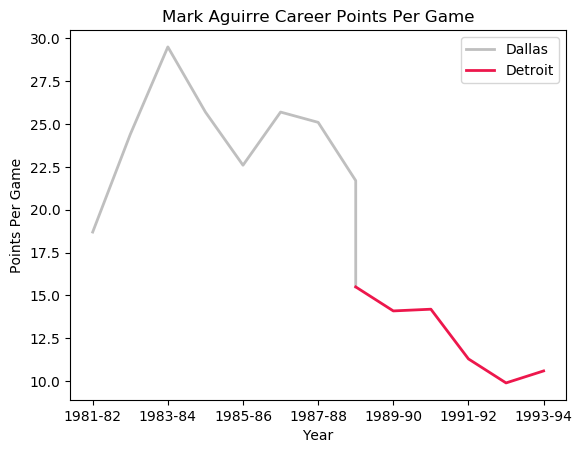 Mark Aguirre Career Points Per Game
30.0
27.5
25.0
22.5
20.0
17.5
15.0
12.5
10.0
Points Per Game
Dallas
Detroit
1981-82 1983-84 1985-86 1987-88 1989-90 1991-92 1993-94
Year